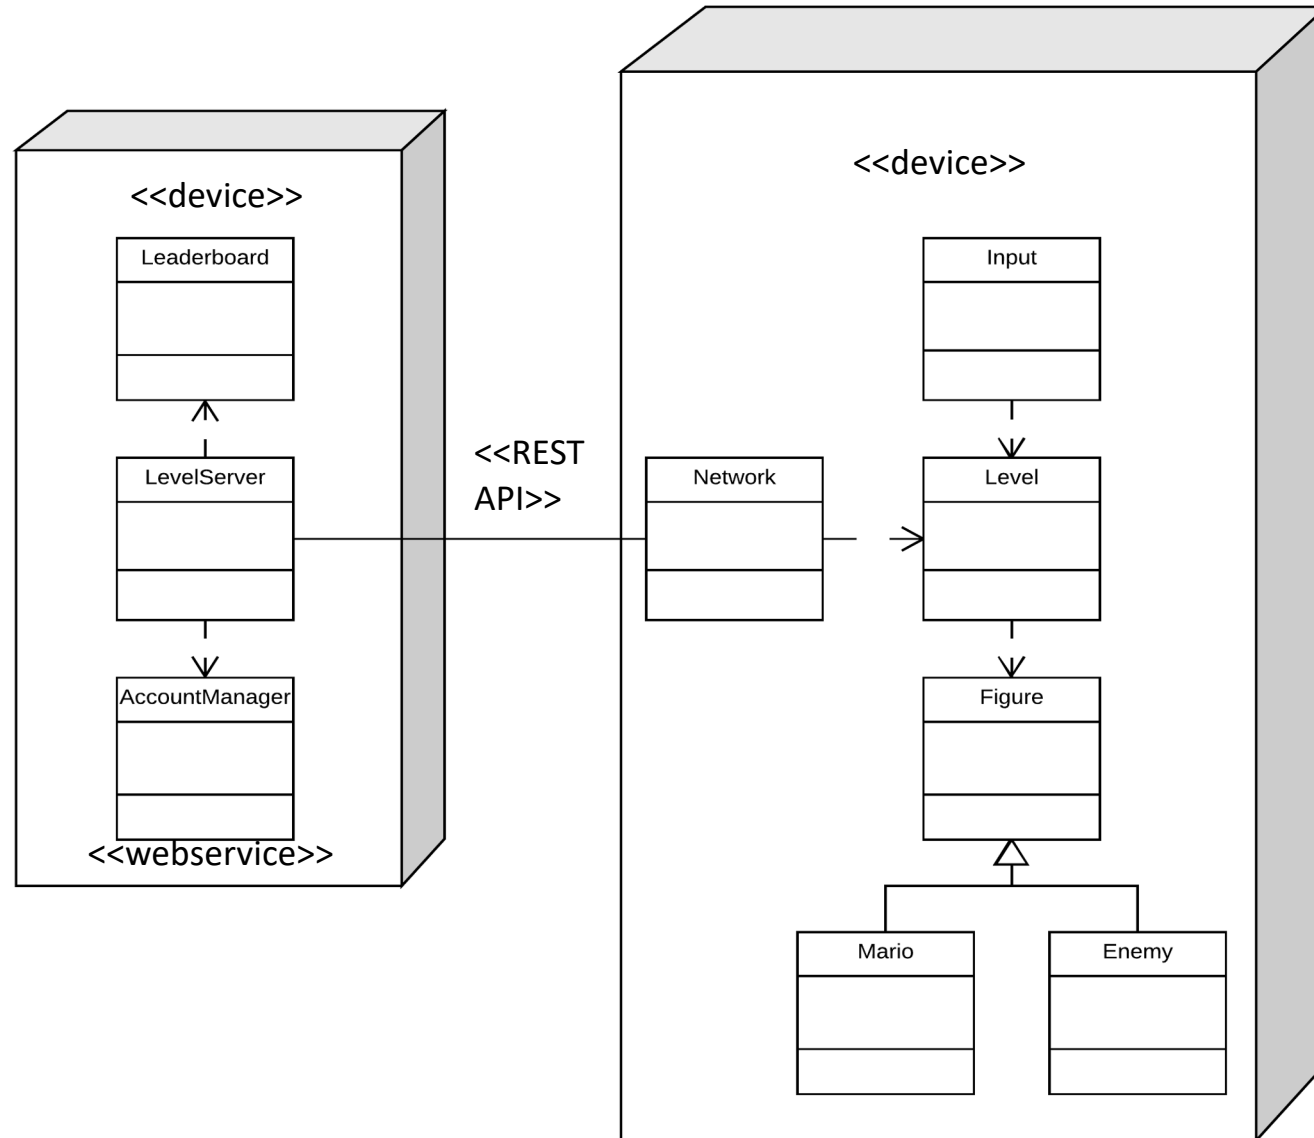 <<device>>
Leaderboard
LevelServer
AccountManager
<<webservice>>
<<REST
API>>
<<device>>
Input
Network
Level
Figure
Mario
Enemy